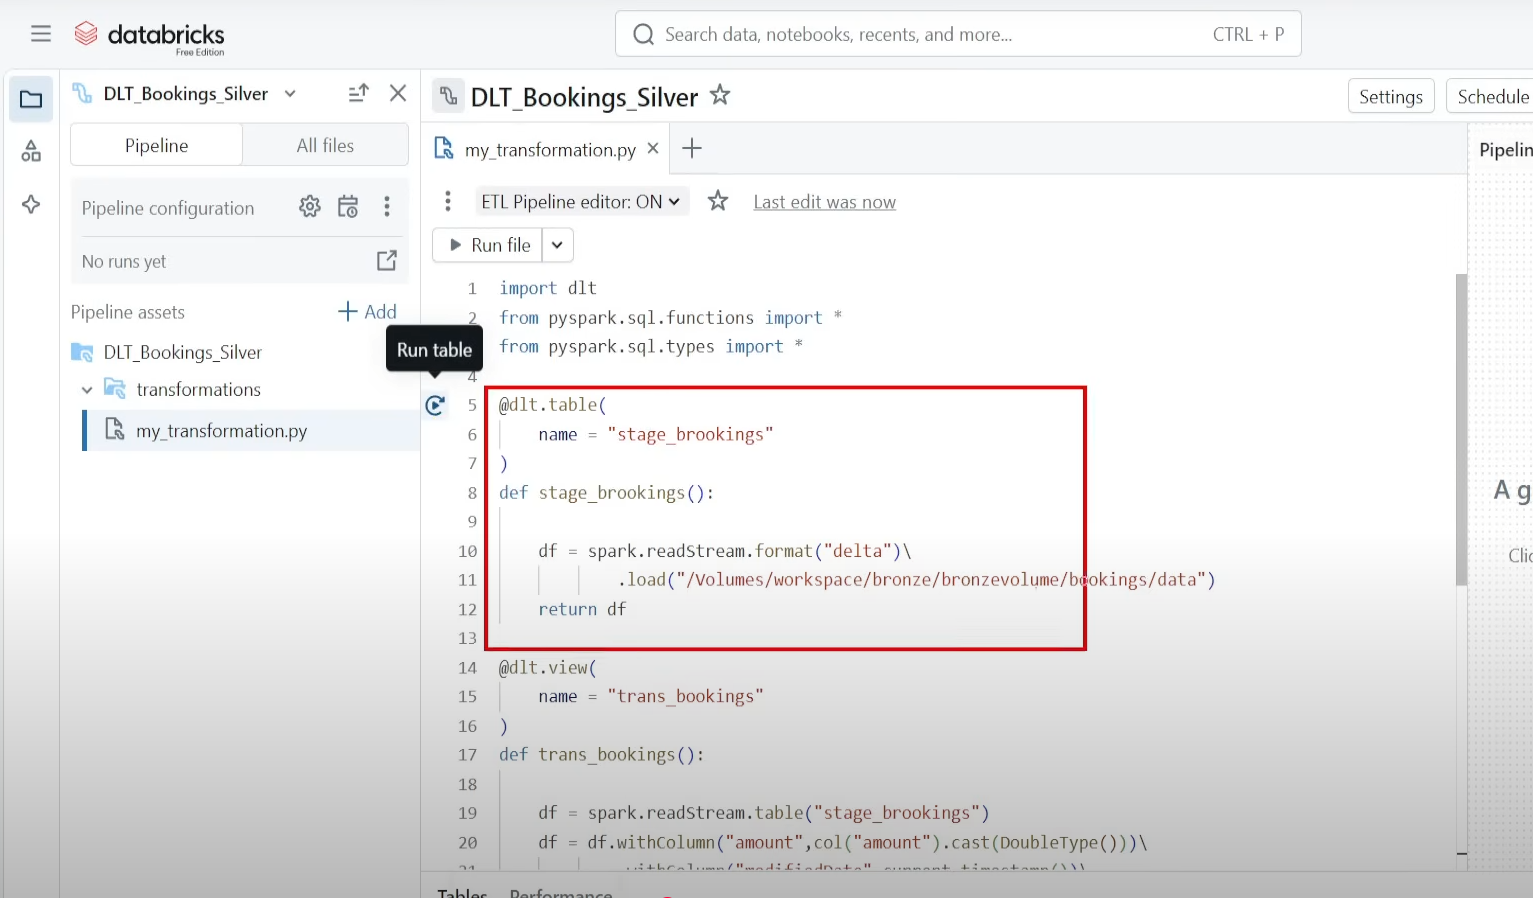 databricks
Free Edition
Search data, notebooks, recents, and more...
CTRL + P
DLT_Bookings_Silver
Pipeline
All files
Pipeline configuration
No runs yet
Pipeline assets
Add
DLT_Bookings_Silver
transformations
my_transformation.py
Run table
DLT_Bookings_Silver
Settings
Schedule
my_transformation.py
ETL Pipeline editor: ON
Last edit was now
Run file
1 import dlt
2 from pyspark.sql.functions import *
from pyspark.sql.types import *
4
5 @dlt.table(
6 name = "stage_brookings"
7 )
8 def stage_brookings():
9
10 df = spark.readStream.format("delta")\
11 .load("/Volumes/workspace/bronze/bronzevolume/bookings/data")
12 return df
13
14 @dlt.view(
15 name = "trans_bookings"
16 )
17 def trans_bookings():
18
19 df = spark.readStream.table("stage_brookings")
20 df = df.withColumn("amount",col("amount").cast(DoubleType()))\
Tables
Performance
Pipelin
A g
Clic